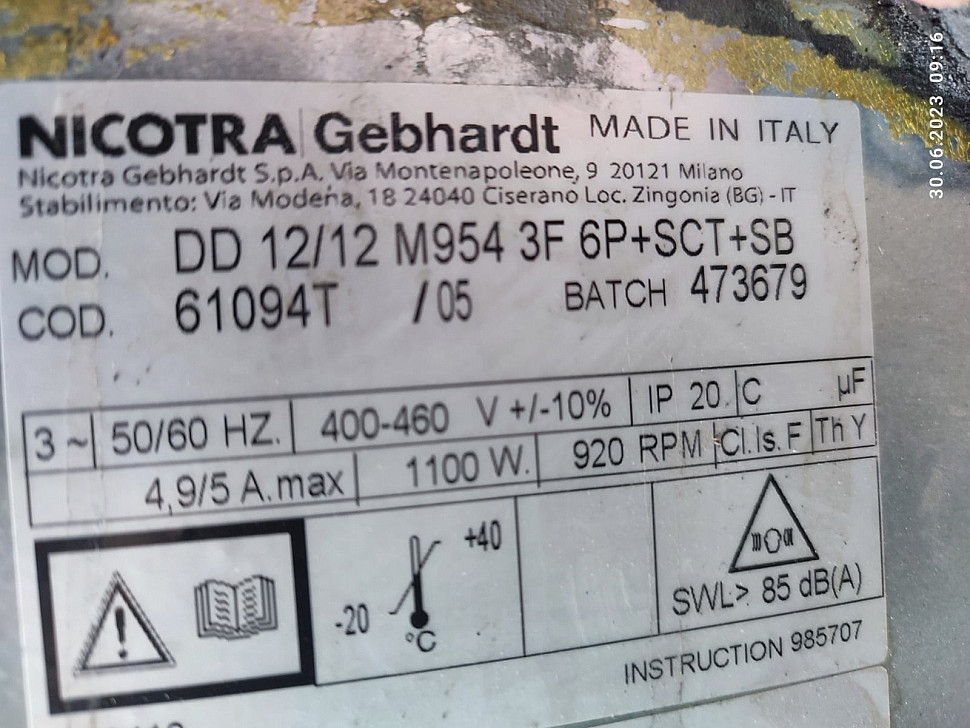 NICOTRA Gebhardt MADE IN ITALY
Nicotra Gebhardt S.p.A. Via Montenapoleone, 9 20121 Milano
Stabilimento: Via Modena, 18 24040 Ciserano Loc. Zingonia (BG) - IT
MOD. DD 12/12 M954 3F 6P+SCT+SB
COD. 61094T /05 BATCH 473679
3 ~ 50/60 HZ. 400-460 V +/-10% IP 20 C µF
4,9/5 A.max 1100 W. 920 RPM Cl.Is. F Th Y
+40
-20
°C
SWL> 85 dB(A)
INSTRUCTION 985707
30.06.2023 09:16